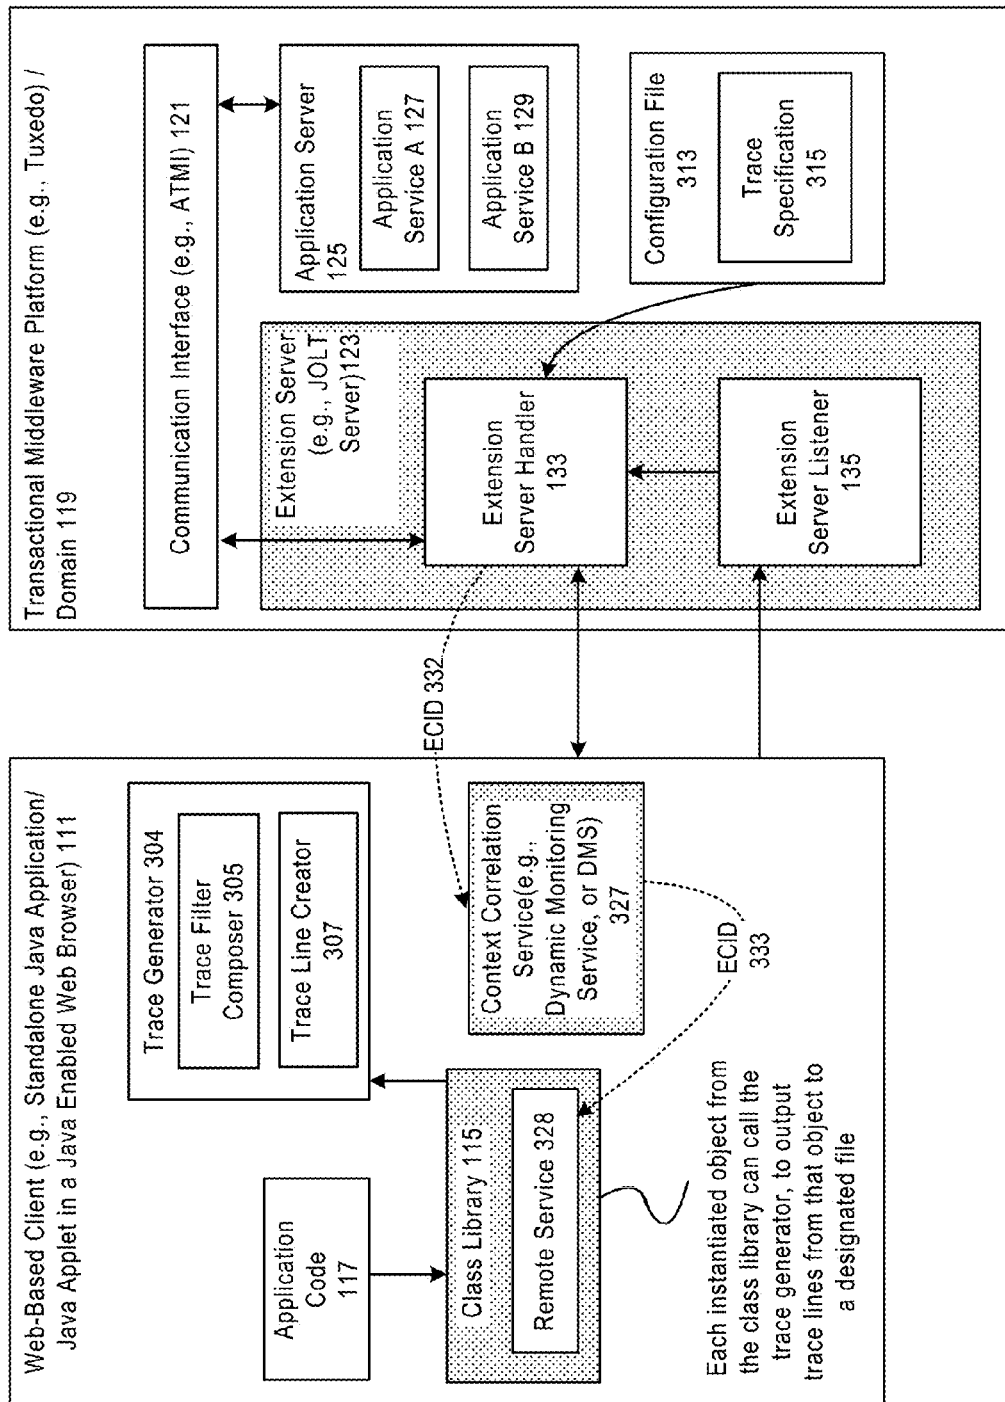 Web-Based Client (e.g., Standalone Java Application/
Java Applet in a Java Enabled Web Browser) 111
Application
Code
117
Class Library 115
Remote Service 328
Trace Generator 304
Trace Filter
Composer 305
Trace Line Creator
307
Context Correlation
Service(e.g.,
Dynamic Monitoring
Service, or DMS)
327
ECID
333
Each instantiated object from
the class library can call the
trace generator, to output
trace lines from that object to
a designated file
ECID 332
Transactional Middleware Platform (e.g., Tuxedo) /
Domain 119
Communication Interface (e.g., ATMI) 121
Extension Server
(e.g., JOLT
Server)123
Extension
Server Handler
133
Extension
Server Listener
135
Application Server
125
Application
Service A 127
Application
Service B 129
Configuration File
313
Trace
Specification
315